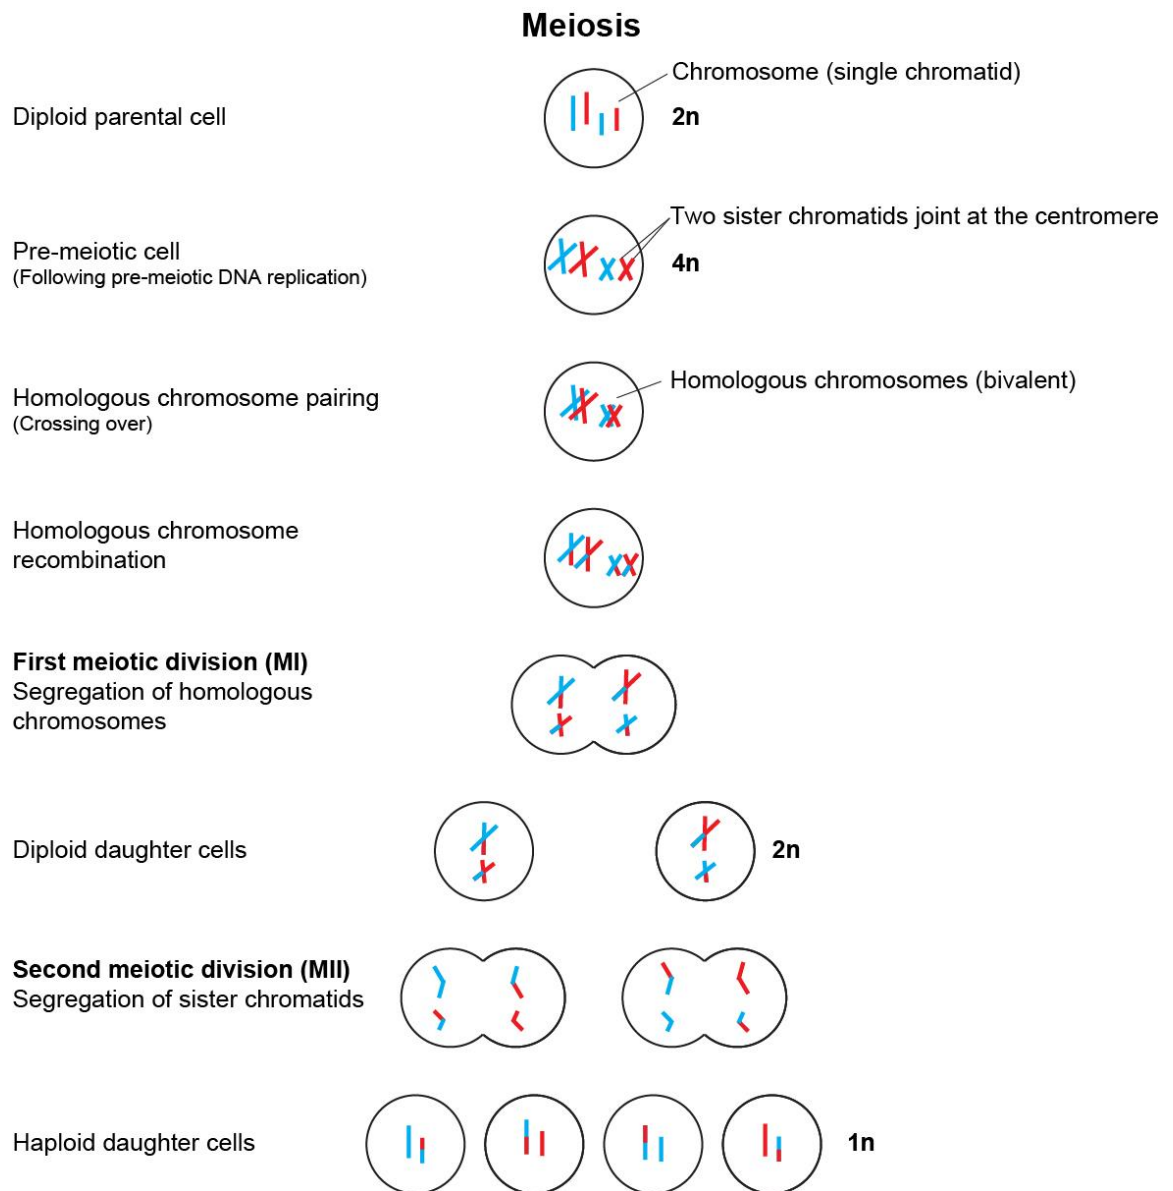 Meiosis
Chromosome (single chromatid)
Diploid parental cell
2n
Two sister chromatids joint at the centromere
Pre-meiotic cell
(Following pre-meiotic DNA replication)
4n
Homologous chromosomes (bivalent)
Homologous chromosome pairing
(Crossing over)
Homologous chromosome
recombination
First meiotic division (MI)
Segregation of homologous
chromosomes
Diploid daughter cells
2n
Second meiotic division (MII)
Segregation of sister chromatids
Haploid daughter cells
1n